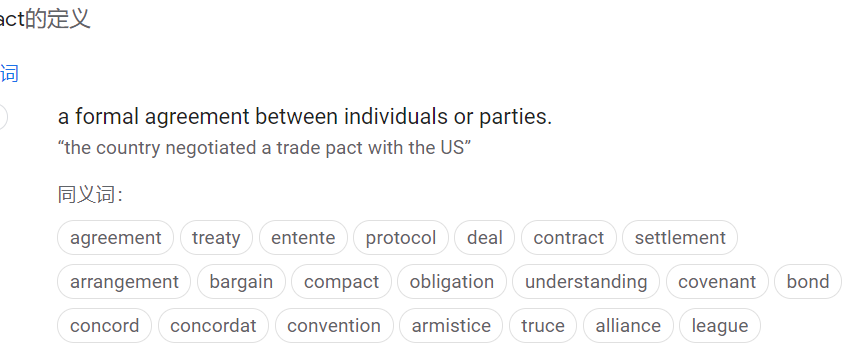 act的定义
词
a formal agreement between individuals or parties.
“the country negotiated a trade pact with the US”
同义词：
agreement treaty entente protocol deal contract settlement
arrangement bargain compact obligation understanding covenant bond
concord concordat convention armistice truce alliance league